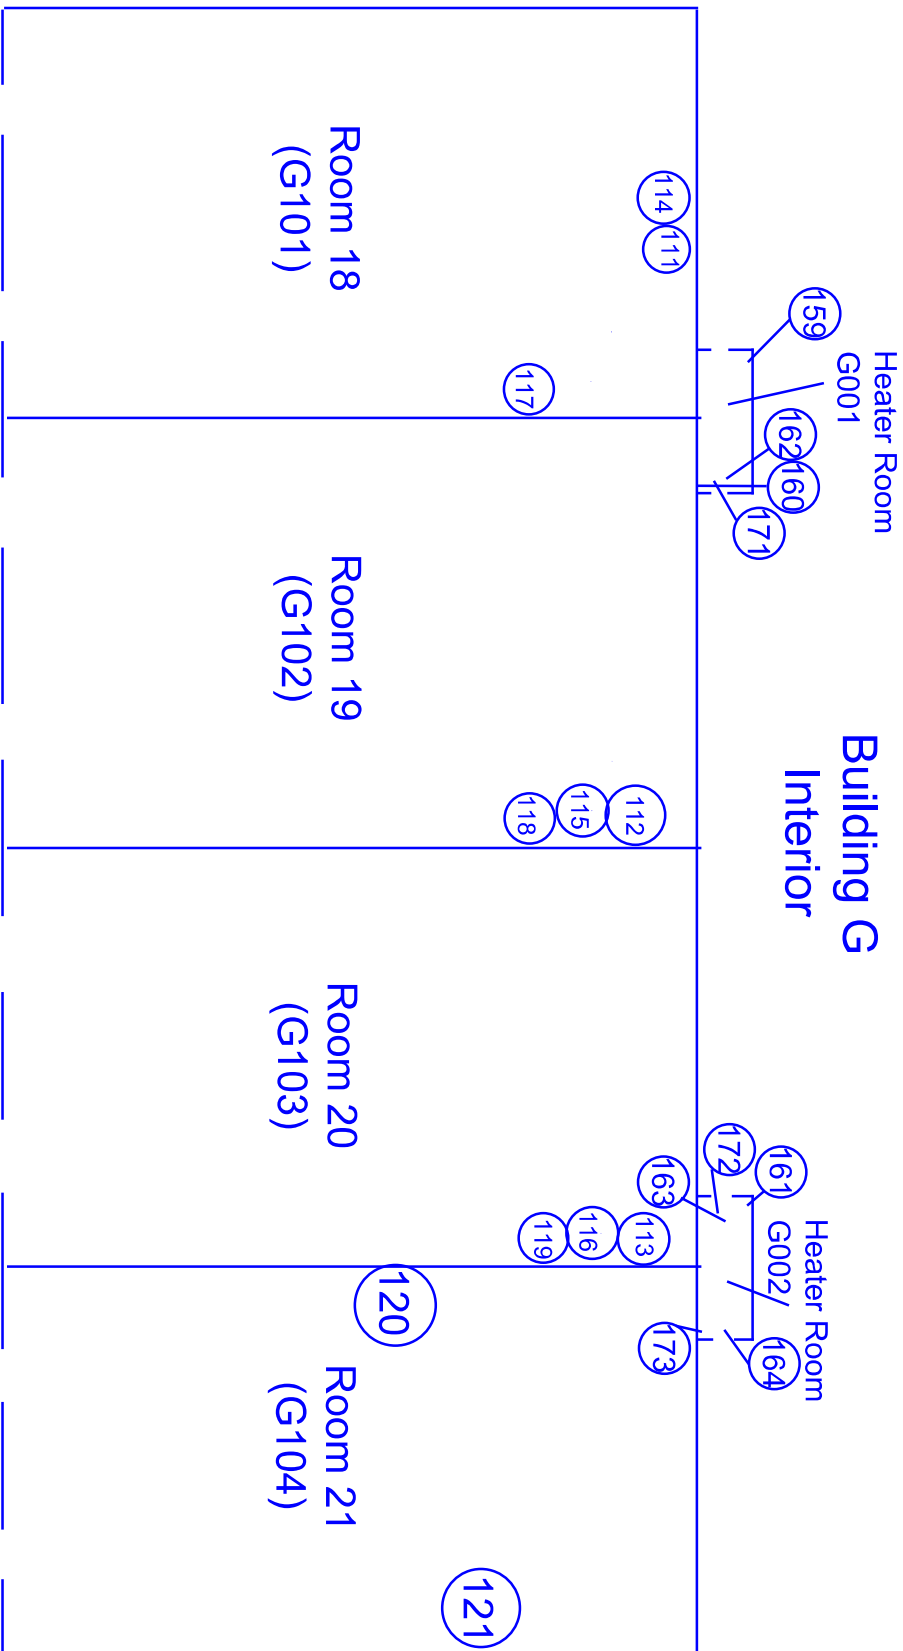 Building G
Interior
Heater Room
G001
Heater Room
G002
159
162
160
171
172
161
163
164
173
114
111
117
112
115
118
113
116
119
120
121
Room 18
(G101)
Room 19
(G102)
Room 20
(G103)
Room 21
(G104)